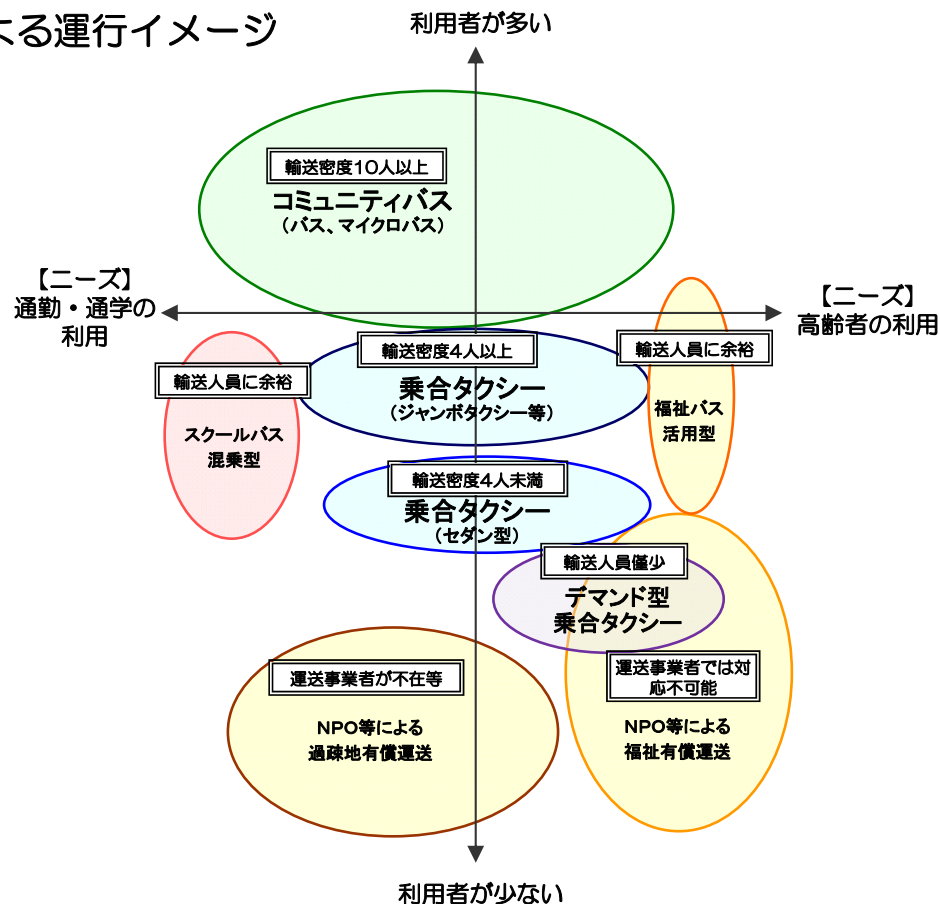 よる運行イメージ
利用者が多い
輸送密度10人以上
コミュニティバス
（バス、マイクロバス）
【ニーズ】
通勤・通学の
利用
【ニーズ】
高齢者の利用
輸送密度4人以上
乗合タクシー
（ジャンボタクシー等）
輸送人員に余裕
福祉バス
活用型
輸送人員に余裕
スクールバス
混乗型
輸送密度4人未満
乗合タクシー
（セダン型）
輸送人員僅少
デマンド型
乗合タクシー
運送事業者が不在等
NPO等による
過疎地有償運送
運送事業者では対
応不可能
NPO等による
福祉有償運送
利用者が少ない